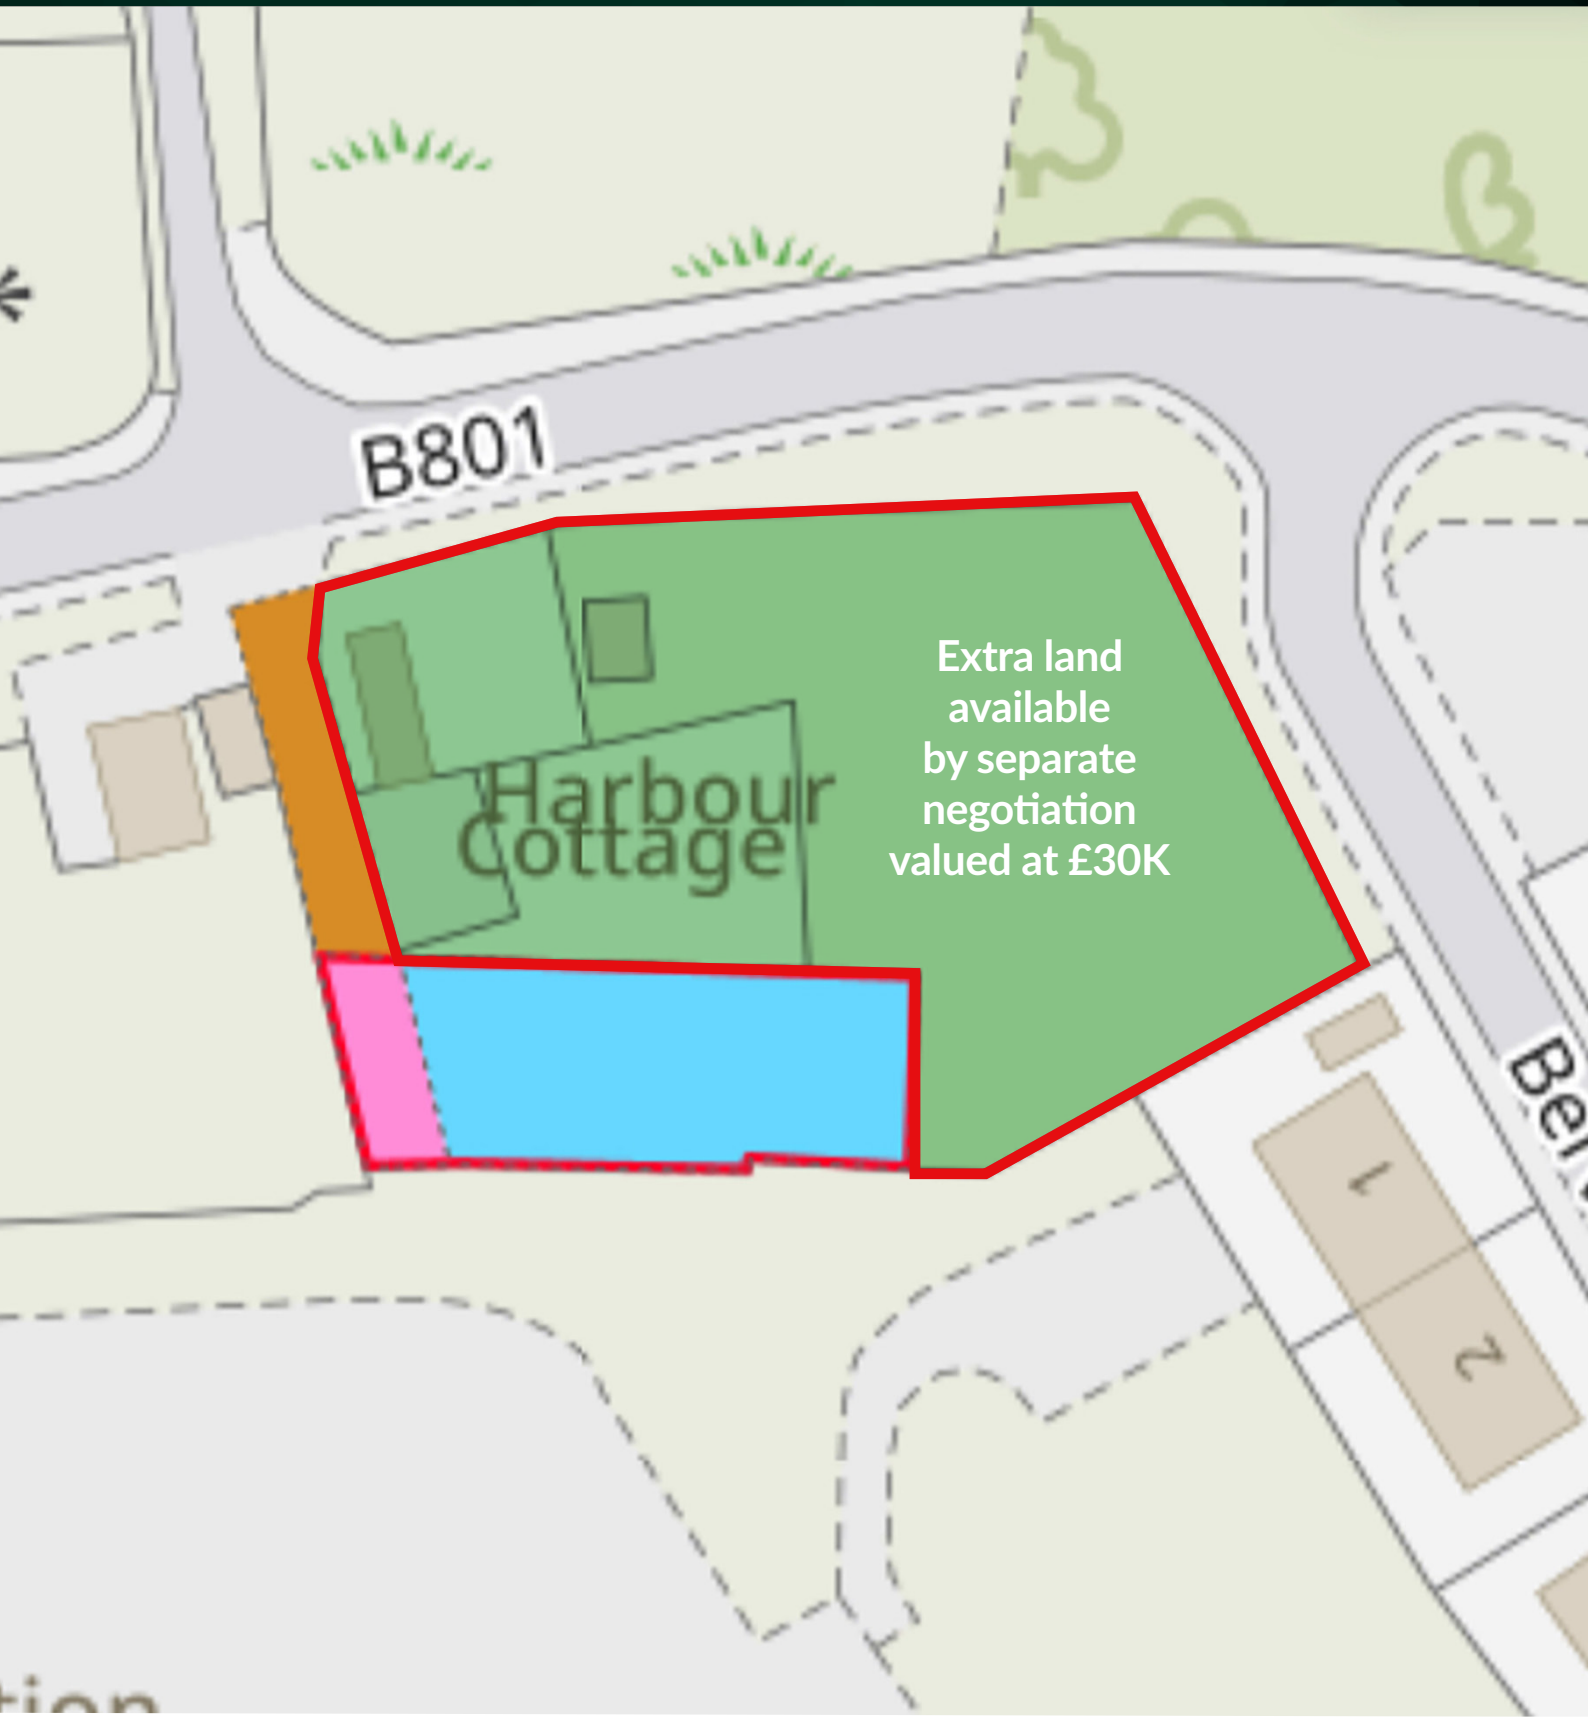 B801
Extra land
available
by separate
negotiation
valued at £30K
Harbour
Cottage
1
2